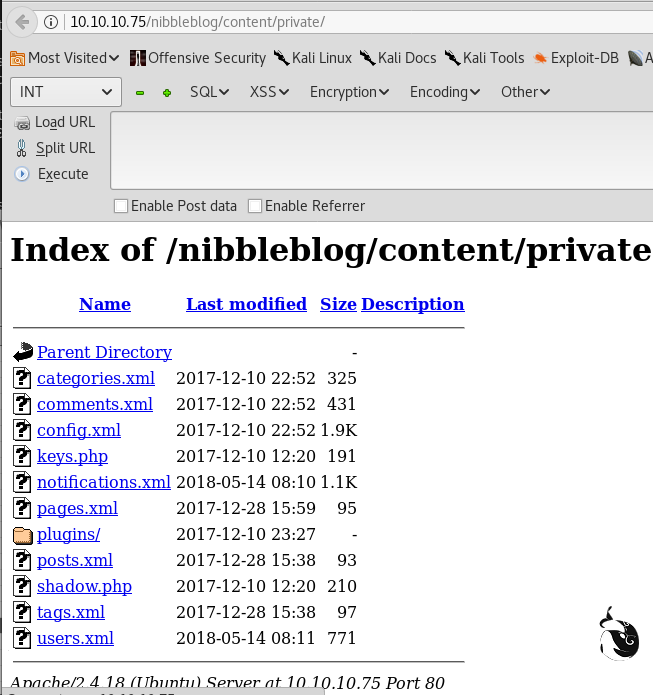 10.10.10.75/nibbleblog/content/private/
Most Visited Offensive Security Kali Linux Kali Docs Kali Tools Exploit-DB A
INT SQL XSS Encryption Encoding Other
Load URL
Split URL
Execute
Enable Post data Enable Referrer
Index of /nibbleblog/content/private
Name Last modified Size Description
Parent Directory -
categories.xml 2017-12-10 22:52 325
comments.xml 2017-12-10 22:52 431
config.xml 2017-12-10 22:52 1.9K
keys.php 2017-12-10 12:20 191
notifications.xml 2018-05-14 08:10 1.1K
pages.xml 2017-12-28 15:59 95
plugins/ 2017-12-10 23:27 -
posts.xml 2017-12-28 15:38 93
shadow.php 2017-12-10 12:20 210
tags.xml 2017-12-28 15:38 97
users.xml 2018-05-14 08:11 771
Apache/2.4.18 (Ubuntu) Server at 10.10.10.75 Port 80